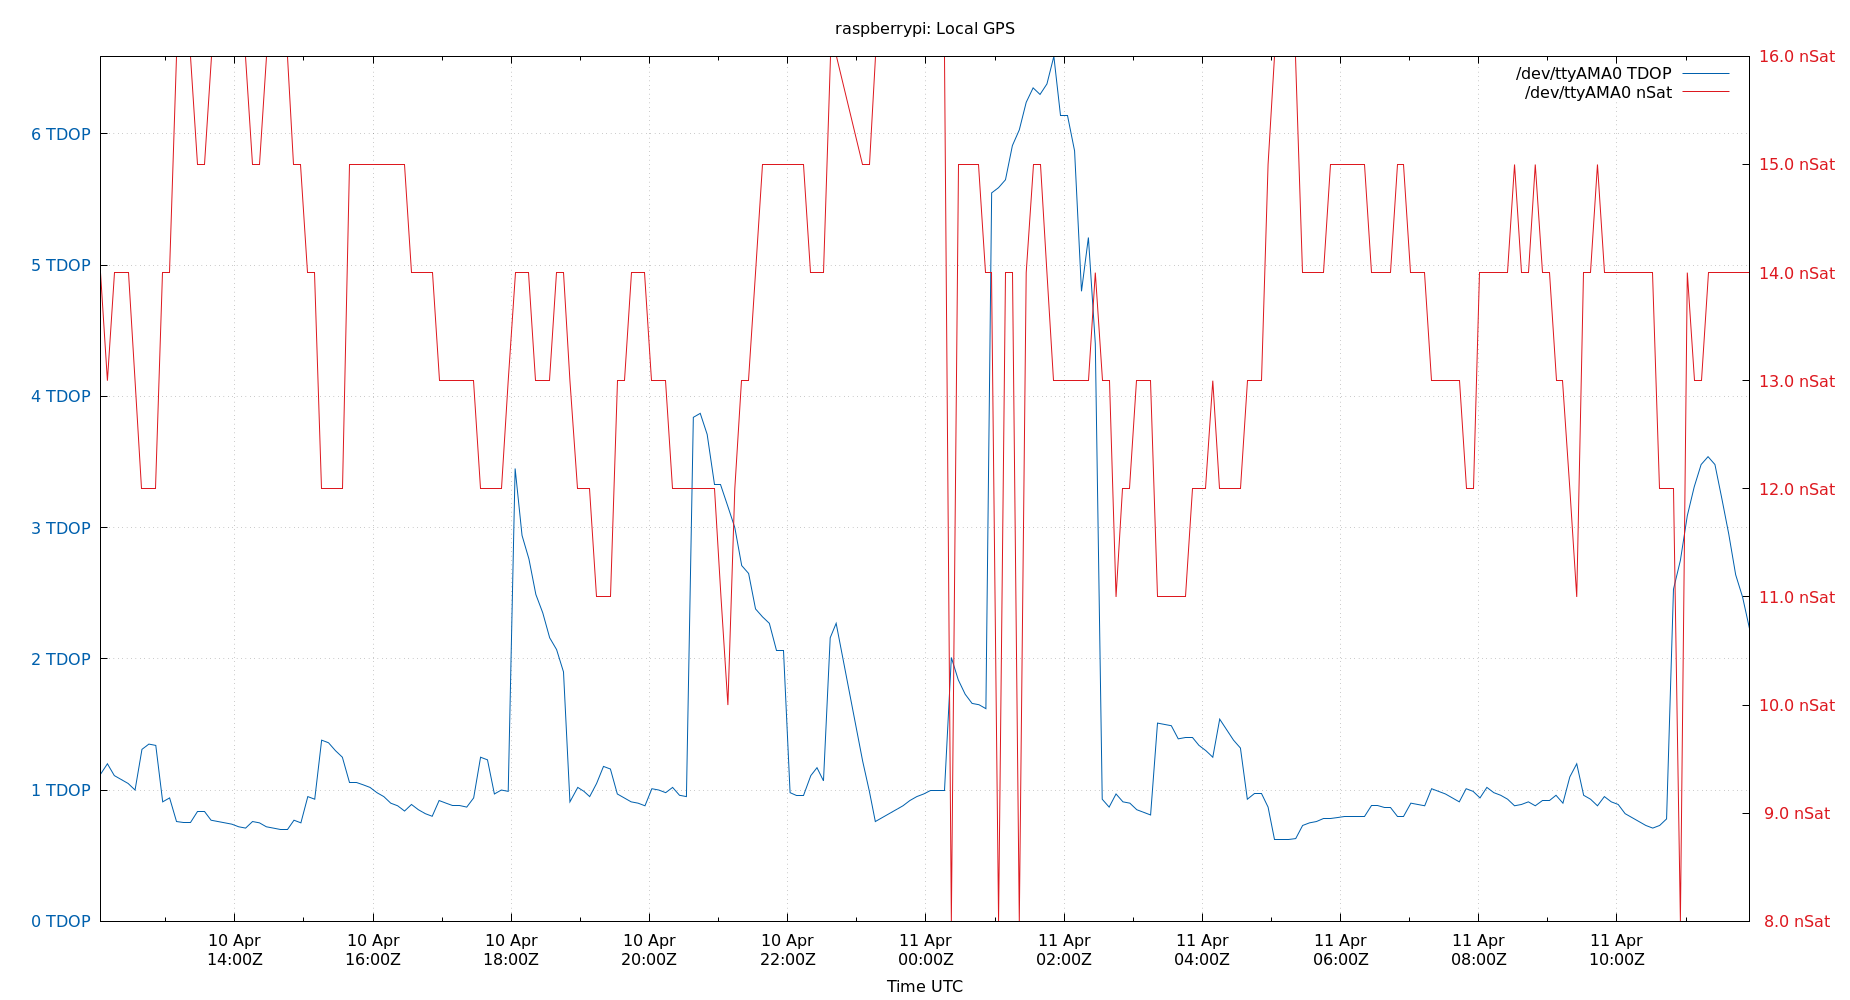 raspberrypi: Local GPS
/dev/ttyAMA0 TDOP
/dev/ttyAMA0 nSat
6 TDOP
5 TDOP
4 TDOP
3 TDOP
2 TDOP
1 TDOP
0 TDOP
16.0 nSat
15.0 nSat
14.0 nSat
13.0 nSat
12.0 nSat
11.0 nSat
10.0 nSat
9.0 nSat
8.0 nSat
10 Apr
14:00Z
10 Apr
16:00Z
10 Apr
18:00Z
10 Apr
20:00Z
10 Apr
22:00Z
11 Apr
00:00Z
11 Apr
02:00Z
11 Apr
04:00Z
11 Apr
06:00Z
11 Apr
08:00Z
11 Apr
10:00Z
Time UTC